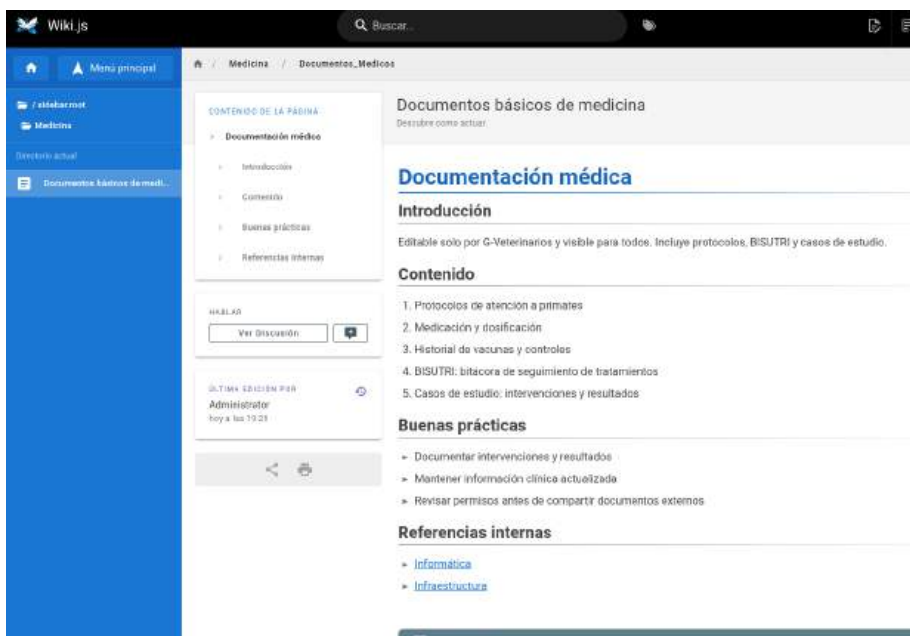 Wiki.js
Buscar...
Menú principal
/ Medicina / Documentos_Medicos
/ sidebar.root
Medicina
Directorio actual
Documentos básicos de medi...
CONTENIDO DE LA PÁGINA
Documentación médica
Introducción
Contenido
Buenas prácticas
Referencias internas
HABLAR
Ver Discusión
ÚLTIMA EDICIÓN POR
Administrator
hoy a las 19:23
Documentos básicos de medicina
Descubre como actuar.
Documentación médica
Introducción
Editable solo por G-Veterinarios y visible para todos. Incluye protocolos, BISUTRI y casos de estudio.
Contenido
1. Protocolos de atención a primates
2. Medicación y dosificación
3. Historial de vacunas y controles
4. BISUTRI: bitácora de seguimiento de tratamientos
5. Casos de estudio: intervenciones y resultados
Buenas prácticas
Documentar intervenciones y resultados
Mantener información clínica actualizada
Revisar permisos antes de compartir documentos externos
Referencias internas
Informática
Infraestructura